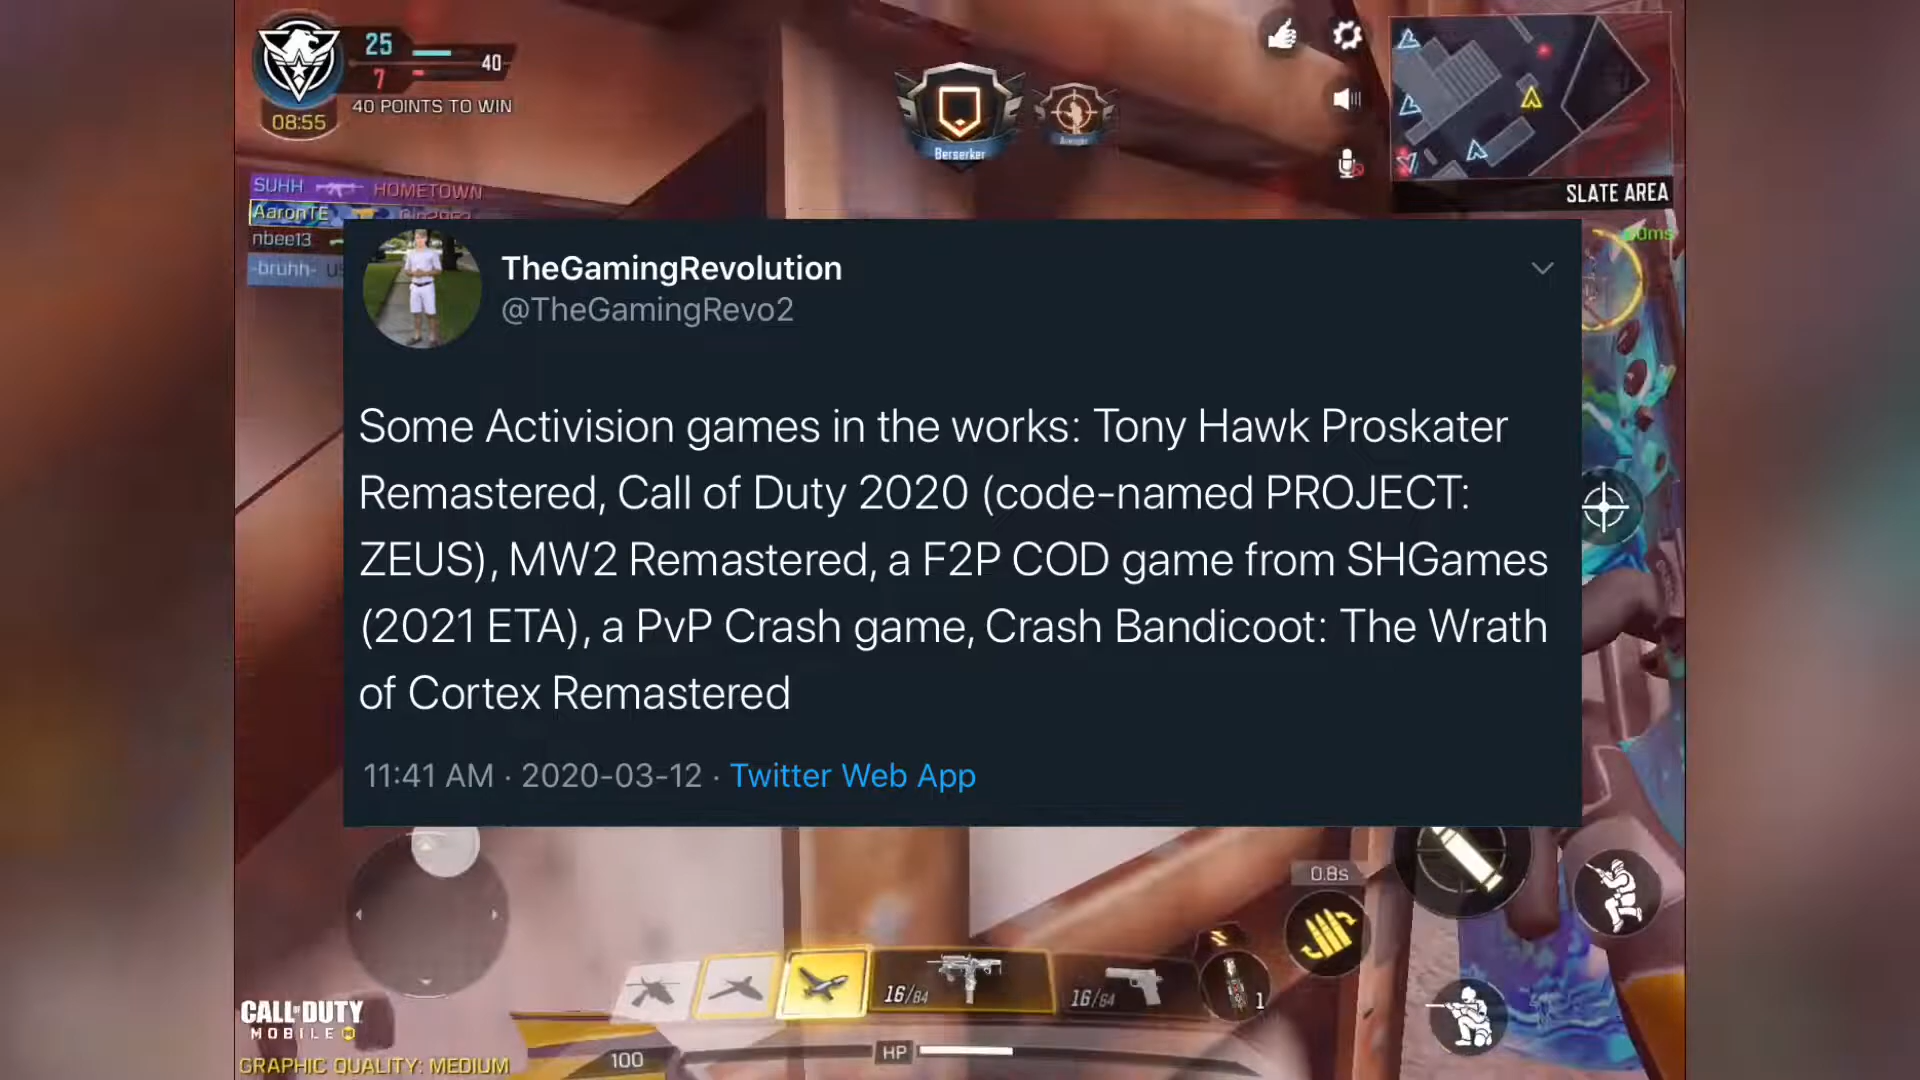 25
7
40
40 POINTS TO WIN
08:55
Berserker
Avenger
SLATE AREA
SUHH HOMETOWN
AaronTE
nbee13
-bruhh-
TheGamingRevolution
@TheGamingRevo2
Some Activision games in the works: Tony Hawk Proskater
Remastered, Call of Duty 2020 (code-named PROJECT:
ZEUS), MW2 Remastered, a F2P COD game from SHGames
(2021 ETA), a PvP Crash game, Crash Bandicoot: The Wrath
of Cortex Remastered
11:41 AM · 2020-03-12 · Twitter Web App
0.8s
16/84
16/64
1
CALL OF DUTY
MOBILE
GRAPHIC QUALITY: MEDIUM
100
HP